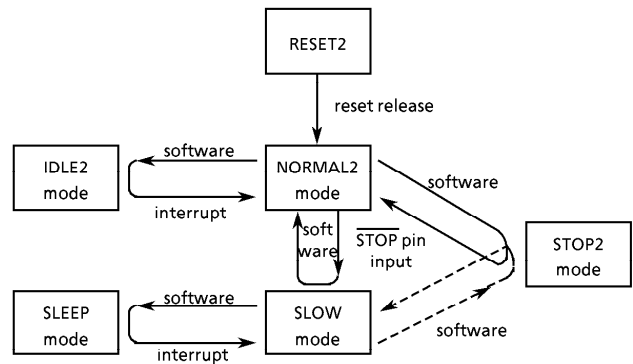 RESET2
reset release
IDLE2
mode
software
interrupt
NORMAL2
mode
software
soft
ware
STOP pin
input
STOP2
mode
SLEEP
mode
software
interrupt
SLOW
mode
software